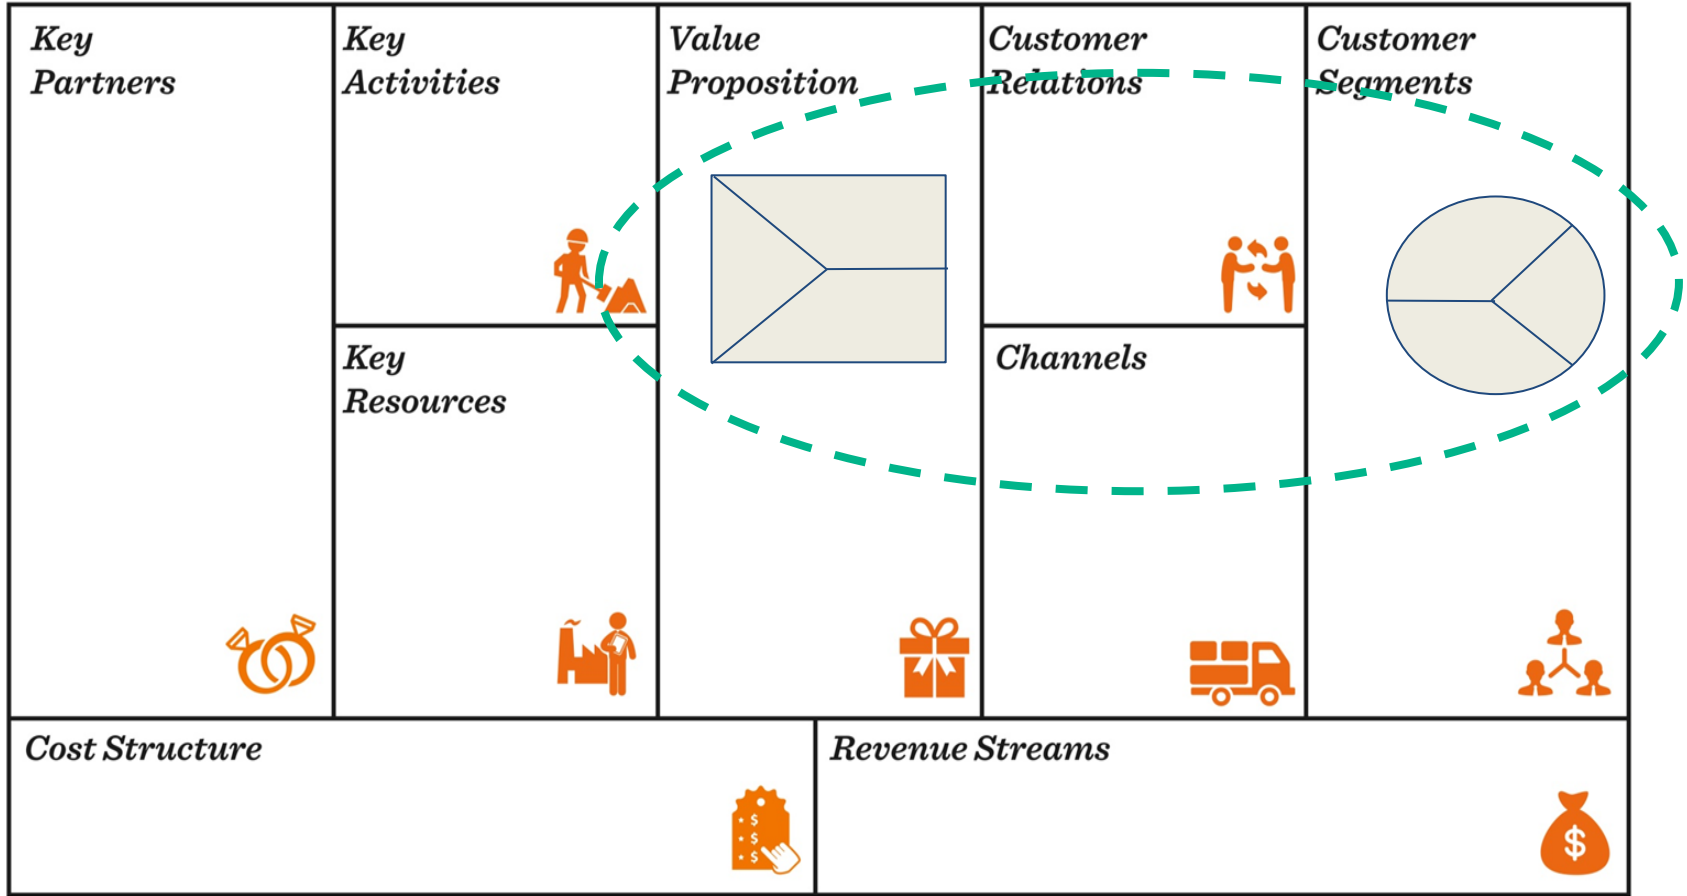 Key
Partners
Key
Activities
Value
Proposition
Customer
Relations
Customer
Segments
Key
Resources
Channels
Cost Structure
$
$
$
Revenue Streams
$